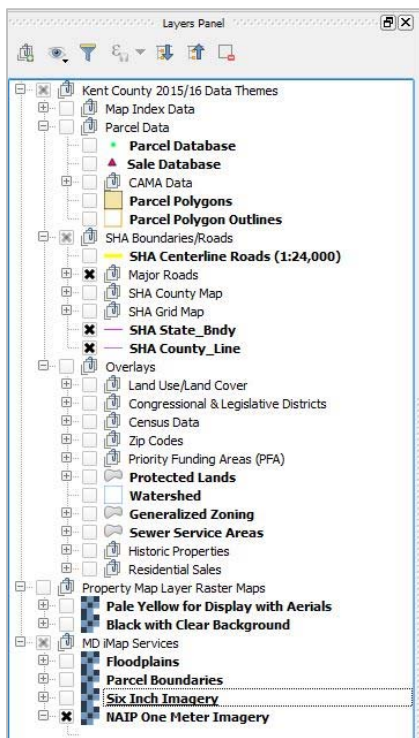 Layers Panel
Kent County 2015/16 Data Themes
Map Index Data
Parcel Data
Parcel Database
Sale Database
CAMA Data
Parcel Polygons
Parcel Polygon Outlines
SHA Boundaries/Roads
SHA Centerline Roads (1:24,000)
Major Roads
SHA County Map
SHA Grid Map
SHA State_Bndy
SHA County_Line
Overlays
Land Use/Land Cover
Congressional & Legislative Districts
Census Data
Zip Codes
Priority Funding Areas (PFA)
Protected Lands
Watershed
Generalized Zoning
Sewer Service Areas
Historic Properties
Residential Sales
Property Map Layer Raster Maps
Pale Yellow for Display with Aerials
Black with Clear Background
MD iMap Services
Floodplains
Parcel Boundaries
Six Inch Imagery
NAIP One Meter Imagery